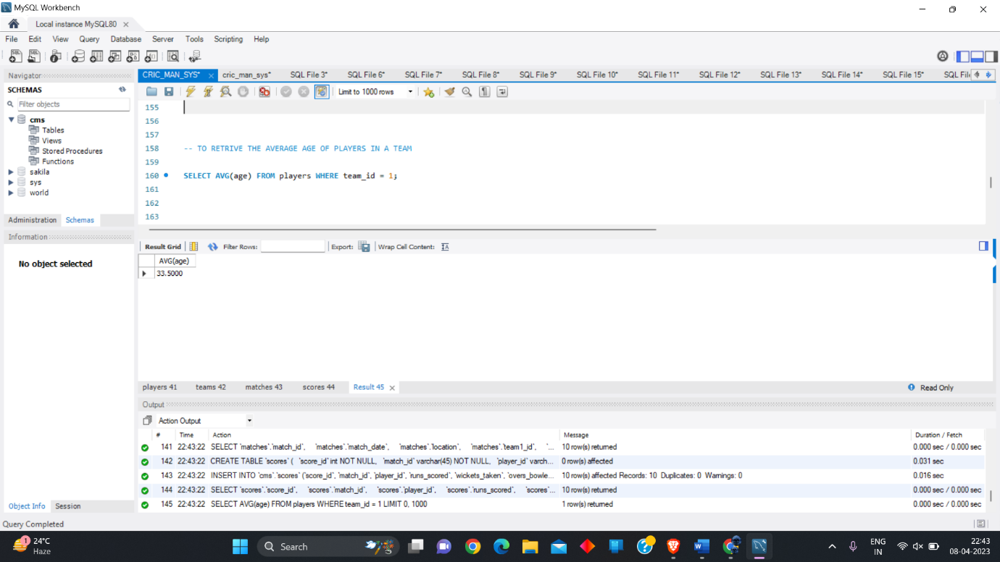 MySQL Workbench
Local instance MySQL80
File Edit View Query Database Server Tools Scripting Help
Navigator
SCHEMAS
Filter objects
cms
Tables
Views
Stored Procedures
Functions
sakila
sys
world
Administration Schemas
Information
No object selected
Object Info Session
CRIC_MAN_SYS* cric_man_sys* SQL File 3* SQL File 6* SQL File 7* SQL File 8* SQL File 9* SQL File 10* SQL File 11* SQL File 12* SQL File 13* SQL File 14* SQL File 15* SQL File
Limit to 1000 rows
155
156
157
158 -- TO RETRIVE THE AVERAGE AGE OF PLAYERS IN A TEAM
159
160 SELECT AVG(age) FROM players WHERE team_id = 1;
161
162
163
Result Grid Filter Rows: Export: Wrap Cell Content:
AVG(age)
33.5000
players 41 teams 42 matches 43 scores 44 Result 45 Read Only
Output
Action Output
# Time Action Message Duration / Fetch
141 22:43:22 SELECT `matches`.`match_id`, `matches`.`match_date`, `matches`.`location`, `matches`.`team1_id`, `... 10 row(s) returned 0.000 sec / 0.000 sec
142 22:43:22 CREATE TABLE `scores` ( `score_id` int NOT NULL, `match_id` varchar(45) NOT NULL, `player_id` varch... 0 row(s) affected 0.031 sec
143 22:43:22 INSERT INTO `cms`.`scores` (`score_id`, `match_id`, `player_id`, `runs_scored`, `wickets_taken`, `overs_bowle... 10 row(s) affected Records: 10 Duplicates: 0 Warnings: 0 0.016 sec
144 22:43:22 SELECT `scores`.`score_id`, `scores`.`match_id`, `scores`.`player_id`, `scores`.`runs_scored`, `scores`... 10 row(s) returned 0.000 sec / 0.000 sec
145 22:43:22 SELECT AVG(age) FROM players WHERE team_id = 1 LIMIT 0, 1000 1 row(s) returned 0.000 sec / 0.000 sec
Query Completed
1
24°C
Haze
Search
ENG
IN
22:43
08-04-2023